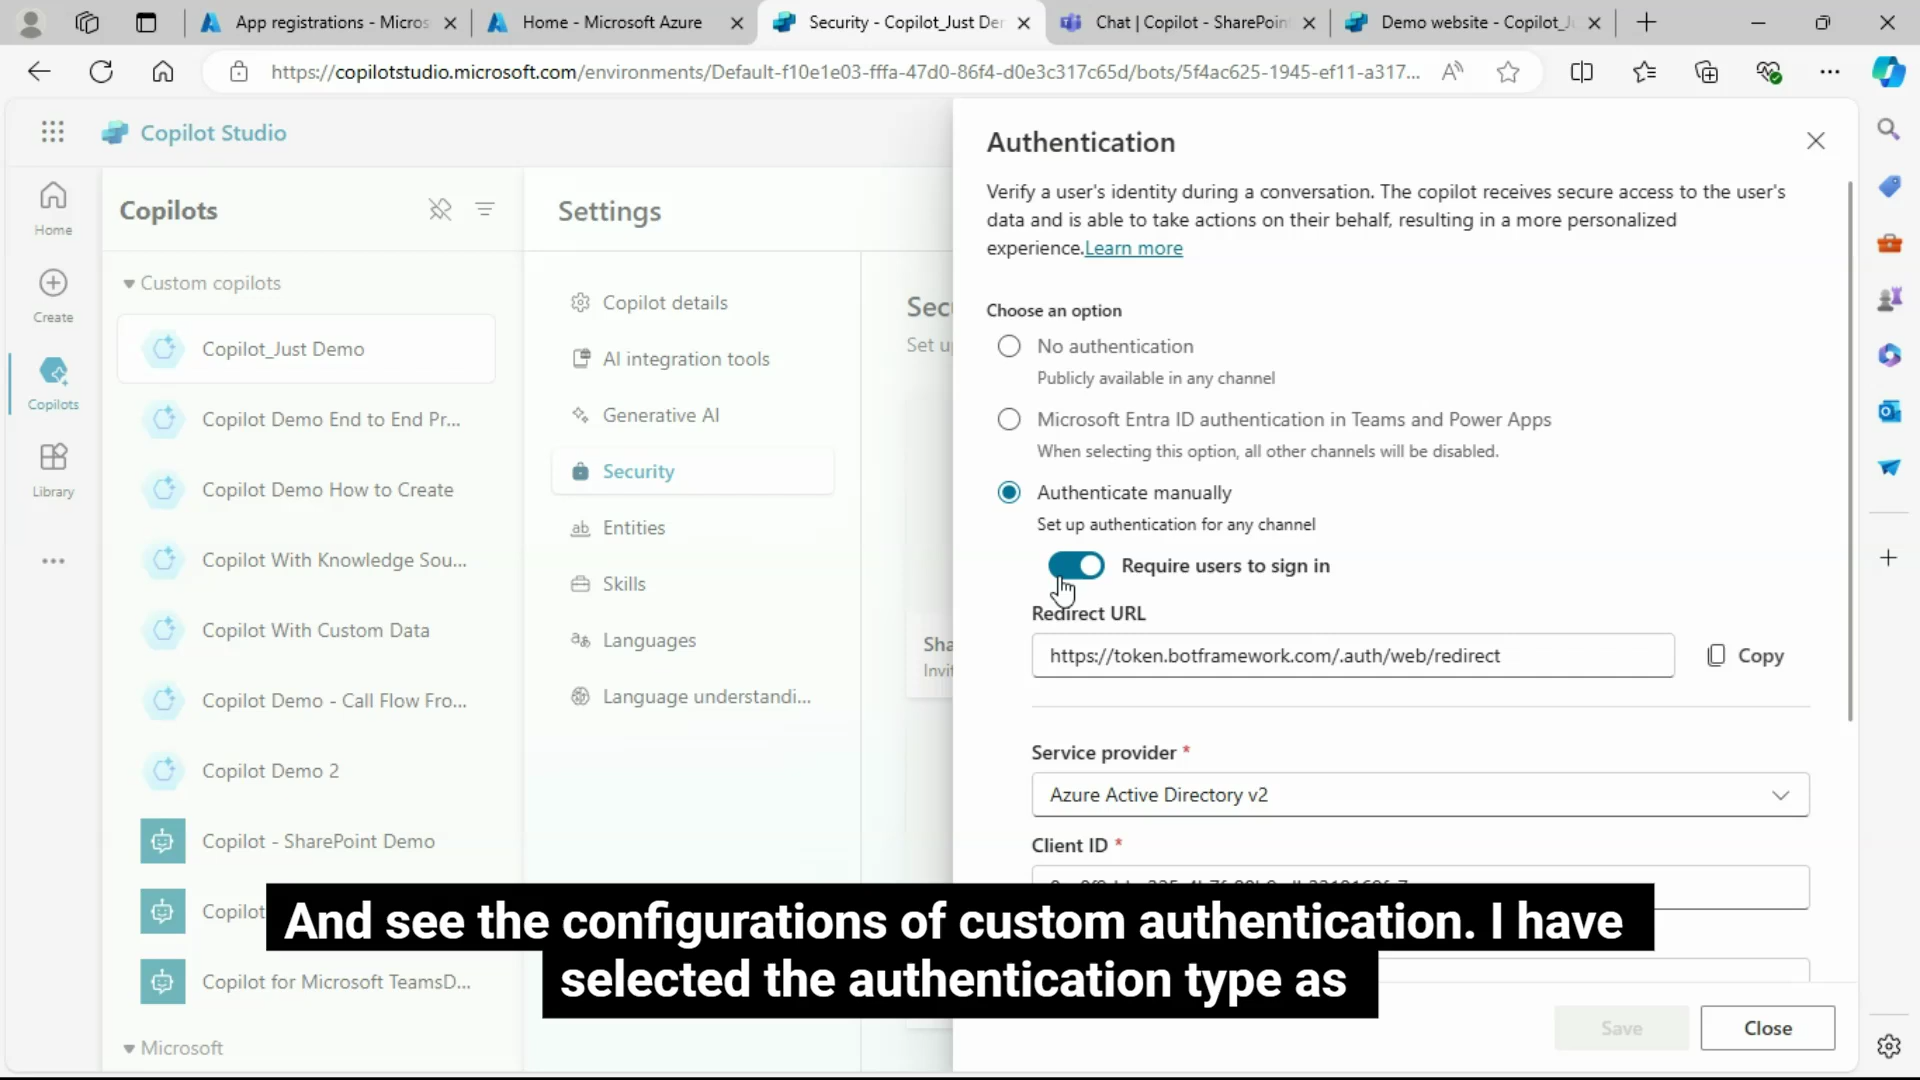 App registrations - Micros
Home - Microsoft Azure
Security - Copilot_Just De
Chat | Copilot - SharePoin
Demo website - Copilot_J
https://copilotstudio.microsoft.com/environments/Default-f10e1e03-fffa-47d0-86f4-d0e3c317c65d/bots/5f4ac625-1945-ef11-a317...
Copilot Studio
Home
Create
Copilots
Library
Copilots
Custom copilots
Copilot_Just Demo
Copilot Demo End to End Pr...
Copilot Demo How to Create
Copilot With Knowledge Sou...
Copilot With Custom Data
Copilot Demo - Call Flow Fro...
Copilot Demo 2
Copilot - SharePoint Demo
Copilot
Copilot for Microsoft TeamsD...
Microsoft
Settings
Copilot details
AI integration tools
Generative AI
Security
Entities
Skills
Languages
Language understandi...
Sec
Set u
Sha
Invi
Authentication
Verify a user's identity during a conversation. The copilot receives secure access to the user's
data and is able to take actions on their behalf, resulting in a more personalized
experience.Learn more
Choose an option
No authentication
Publicly available in any channel
Microsoft Entra ID authentication in Teams and Power Apps
When selecting this option, all other channels will be disabled.
Authenticate manually
Set up authentication for any channel
Require users to sign in
Redirect URL
https://token.botframework.com/.auth/web/redirect
Copy
Service provider *
Azure Active Directory v2
Client ID *
Save
Close
And see the configurations of custom authentication. I have
selected the authentication type as